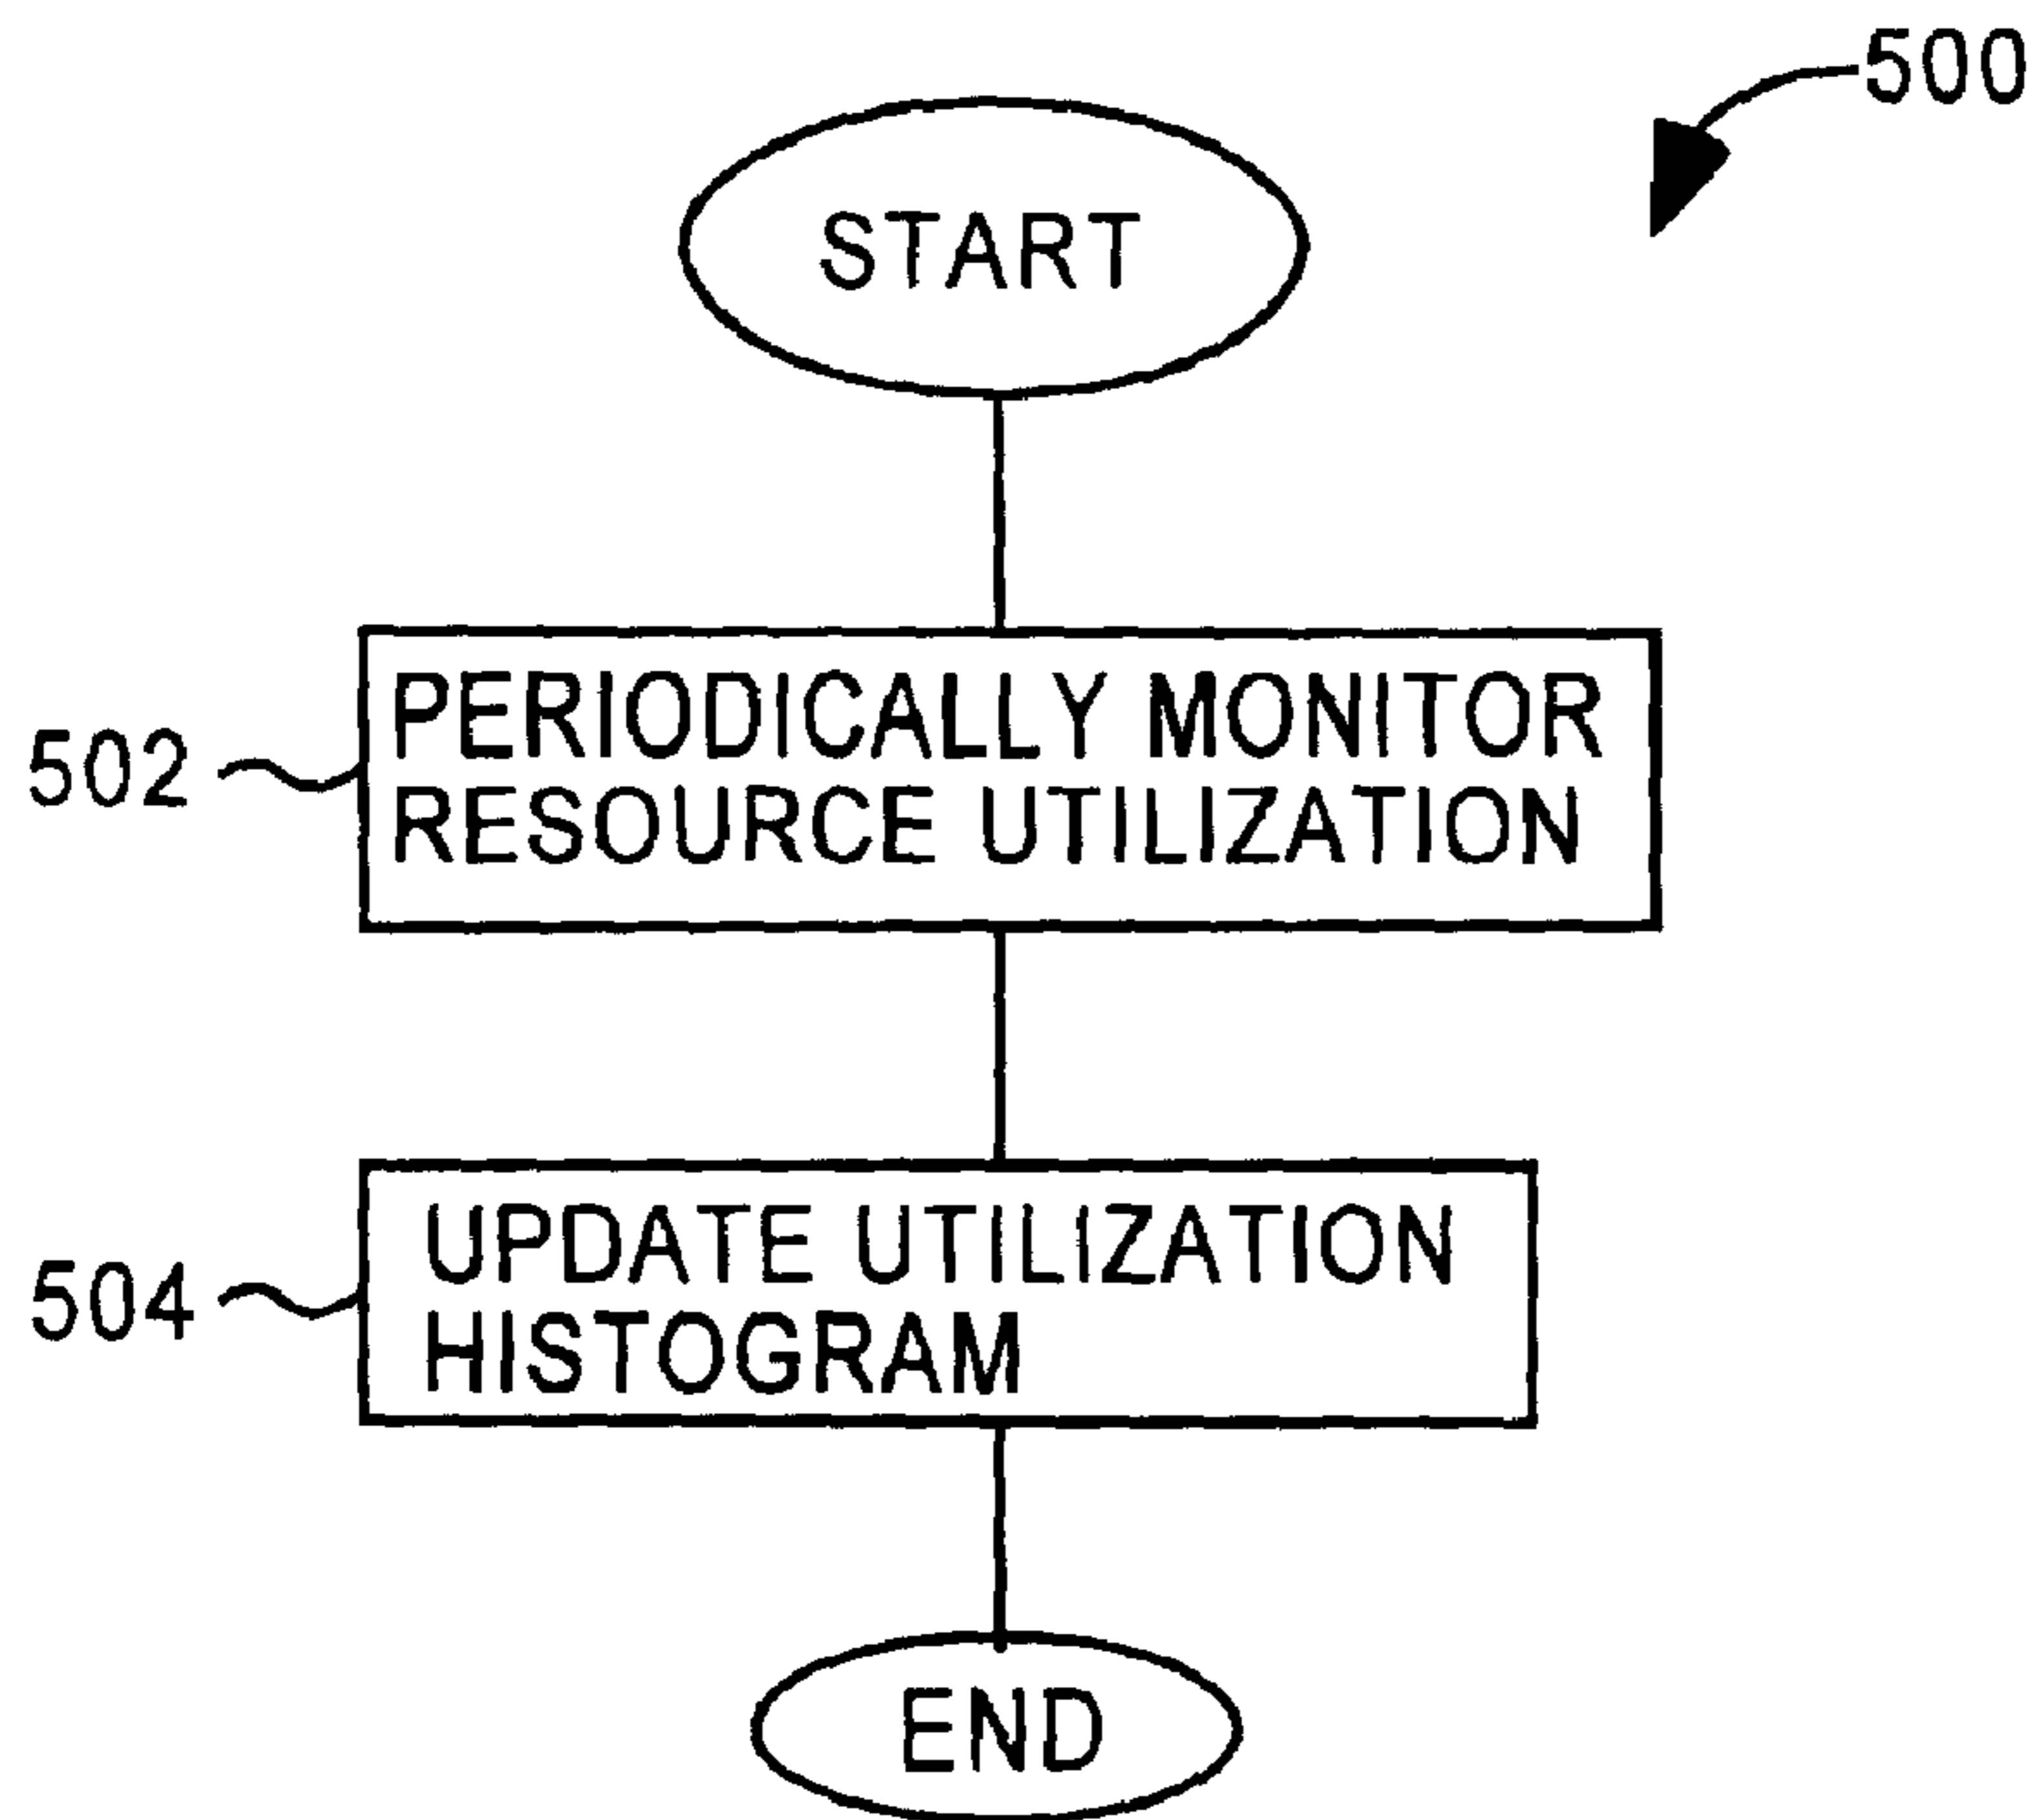 500
START
502
PERIODICALLY MONITOR
RESOURCE UTILIZATION
504
UPDATE UTILIZATION
HISTOGRAM
END